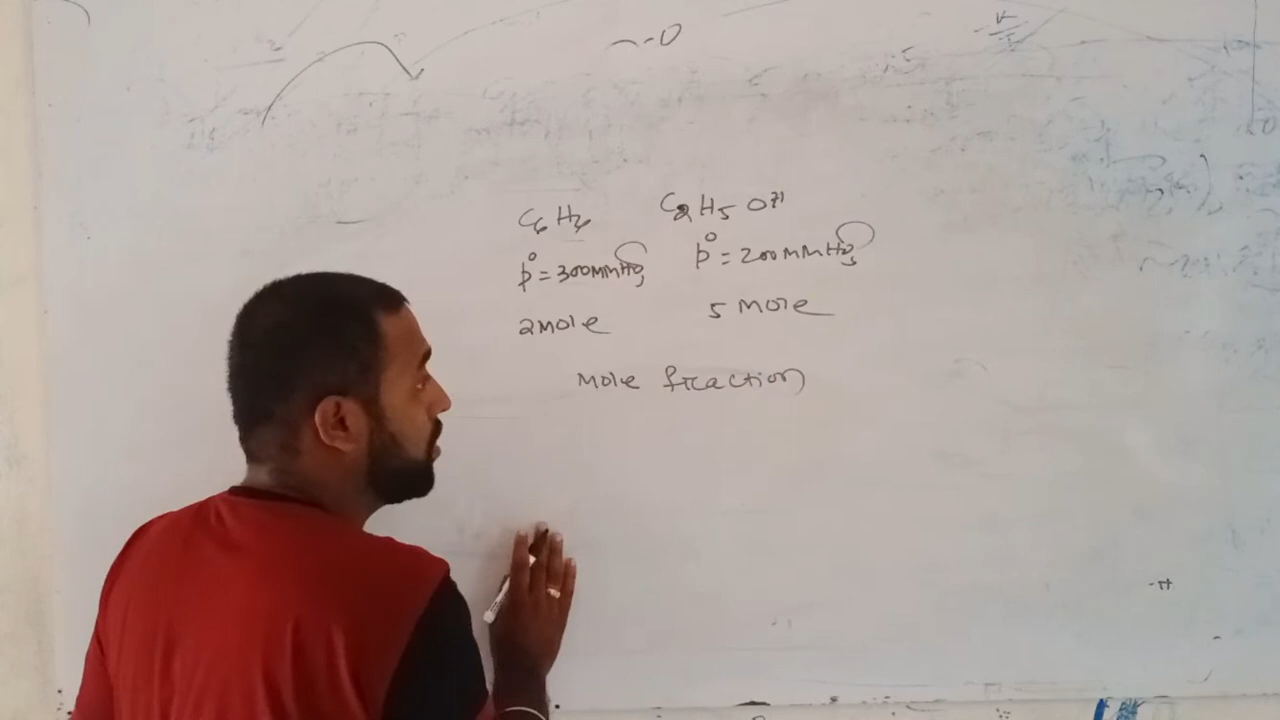 C6H6 C2H5OH
p° = 300mmHg p° = 200mmHg
2mole 5 mole
mole fraction